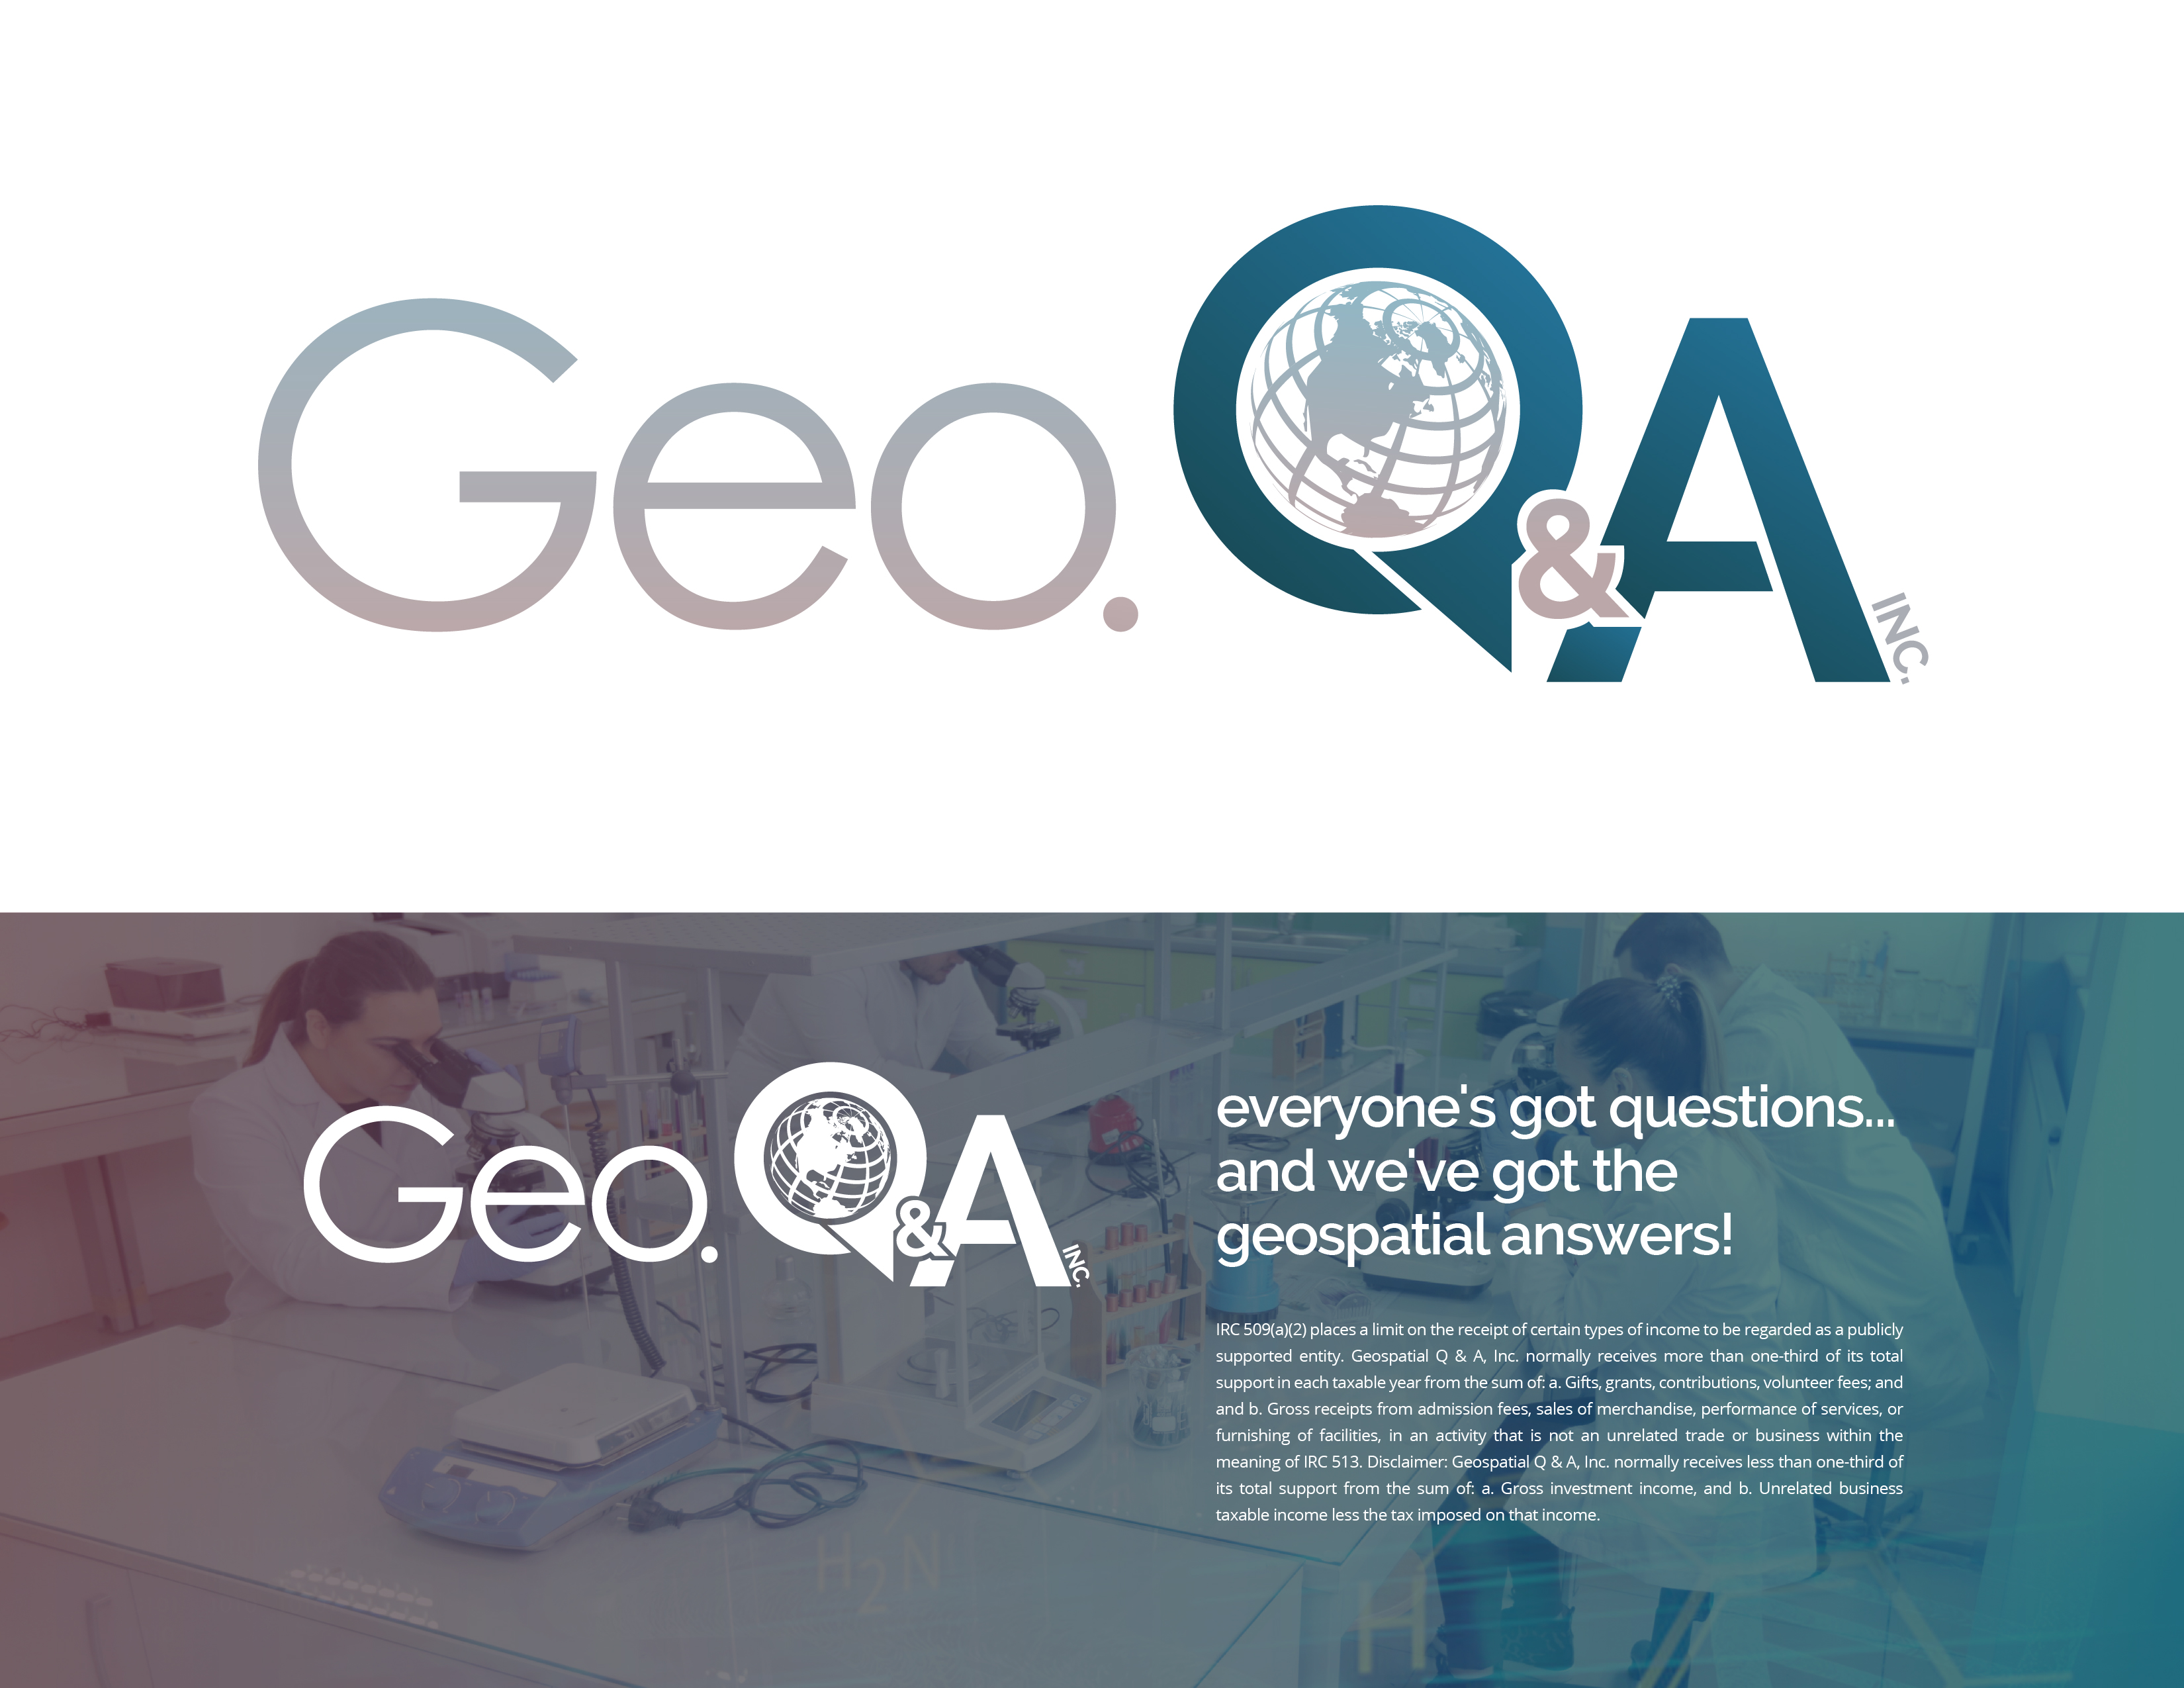 Geo. Q&A INC.
Geo. Q&A INC.
everyone's got questions...
and we've got the
geospatial answers!
IRC 509(a)(2) places a limit on the receipt of certain types of income to be regarded as a publicly
supported entity. Geospatial Q & A, Inc. normally receives more than one-third of its total
support in each taxable year from the sum of: a. Gifts, grants, contributions, volunteer fees; and
and b. Gross receipts from admission fees, sales of merchandise, performance of services, or
furnishing of facilities, in an activity that is not an unrelated trade or business within the
meaning of IRC 513. Disclaimer: Geospatial Q & A, Inc. normally receives less than one-third of
its total support from the sum of: a. Gross investment income, and b. Unrelated business
taxable income less the tax imposed on that income.
H2N
H